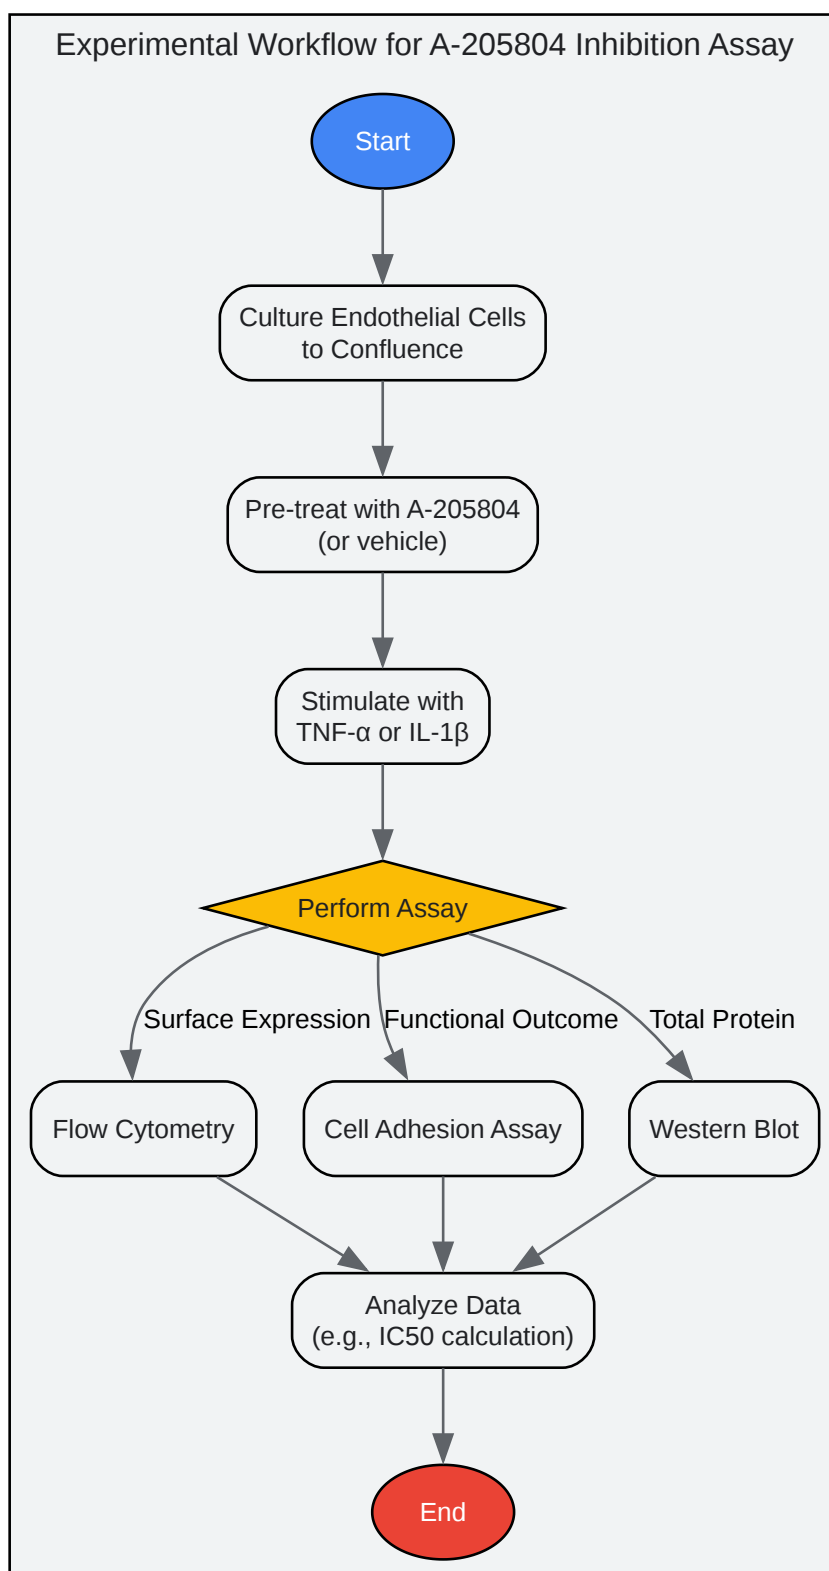 Experimental Workflow for A-205804 Inhibition Assay
Start
Culture Endothelial Cells
to Confluence
Pre-treat with A-205804
(or vehicle)
Stimulate with
TNF-α or IL-1β
Perform Assay
Surface Expression
Functional Outcome
Total Protein
Flow Cytometry
Cell Adhesion Assay
Western Blot
Analyze Data
(e.g., IC50 calculation)
End